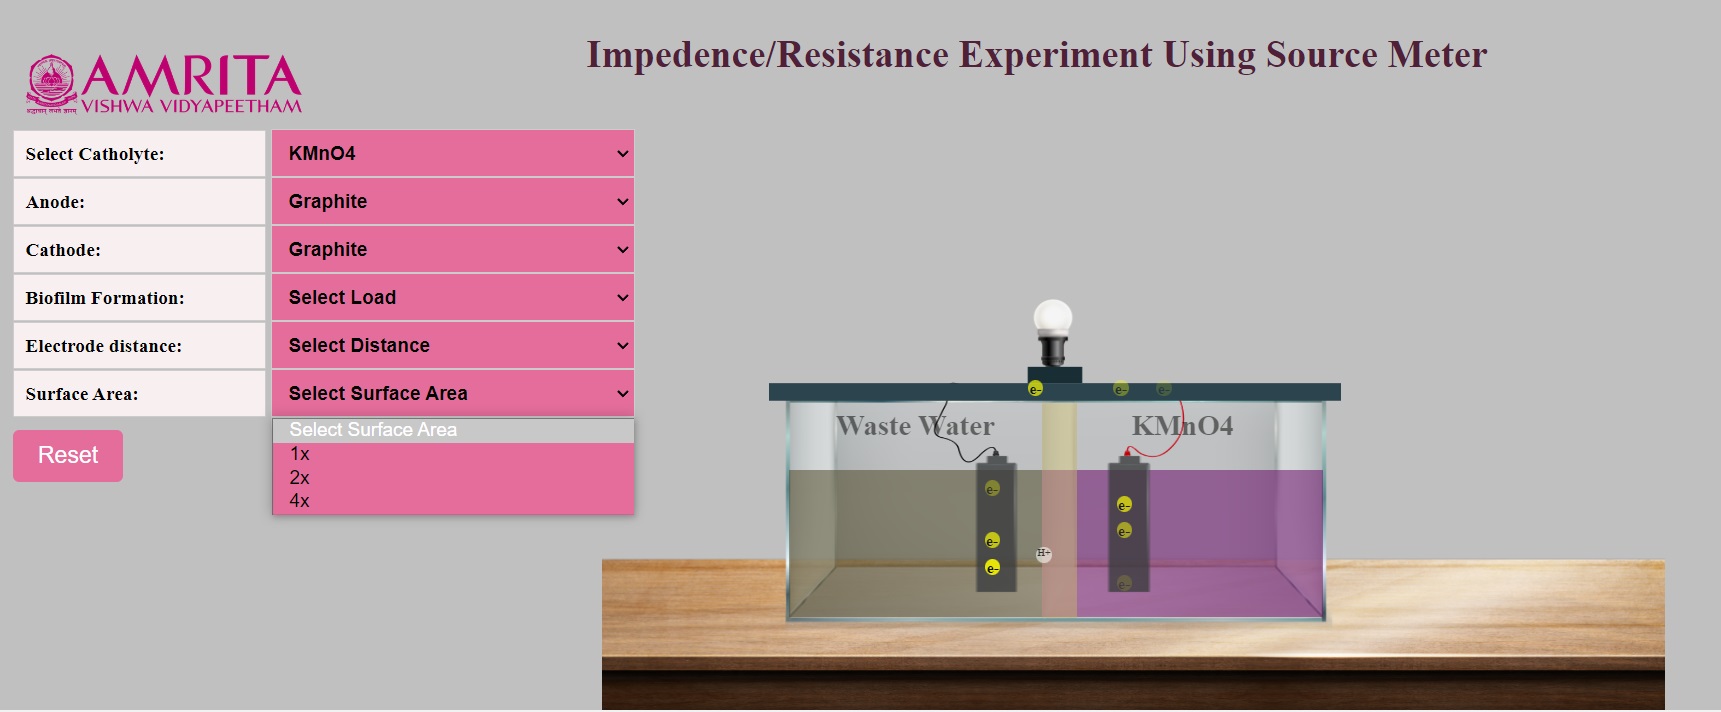 Impedence/Resistance Experiment Using Source Meter
AMRITA
VISHWA VIDYAPEETHAM
Select Catholyte: KMnO4
Anode: Graphite
Cathode: Graphite
Biofilm Formation: Select Load
Electrode distance: Select Distance
Surface Area: Select Surface Area
Select Surface Area
1x
2x
4x
Reset
e- e- e-
Waste Water KMnO4
e-
e-
e-
e-
H+
e-
e-